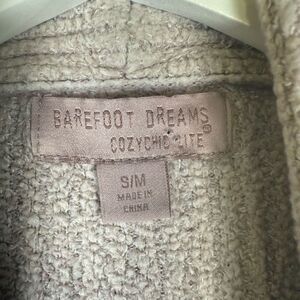 BAREFOOT DREAMS®
COZYCHIC LITE®
S/M
MADE IN
CHINA